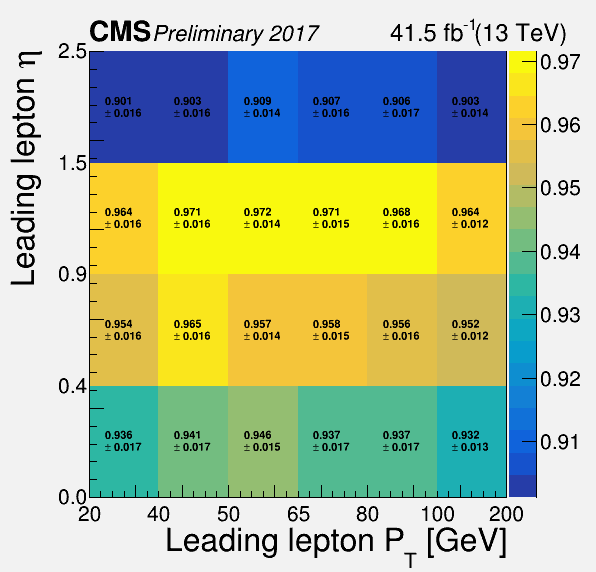 CMS Preliminary 2017 41.5 fb⁻¹(13 TeV)
Leading lepton η
2.5
1.5
0.9
0.4
0.0
0.901 0.903 0.909 0.907 0.906 0.903
± 0.016 ± 0.016 ± 0.014 ± 0.016 ± 0.017 ± 0.014
0.964 0.971 0.972 0.971 0.968 0.964
± 0.016 ± 0.016 ± 0.014 ± 0.015 ± 0.016 ± 0.012
0.954 0.965 0.957 0.958 0.956 0.952
± 0.016 ± 0.016 ± 0.014 ± 0.015 ± 0.016 ± 0.012
0.936 0.941 0.946 0.937 0.937 0.932
± 0.017 ± 0.017 ± 0.015 ± 0.017 ± 0.017 ± 0.013
20 40 50 65 80 100 200
Leading lepton P_T [GeV]
0.97
0.96
0.95
0.94
0.93
0.92
0.91